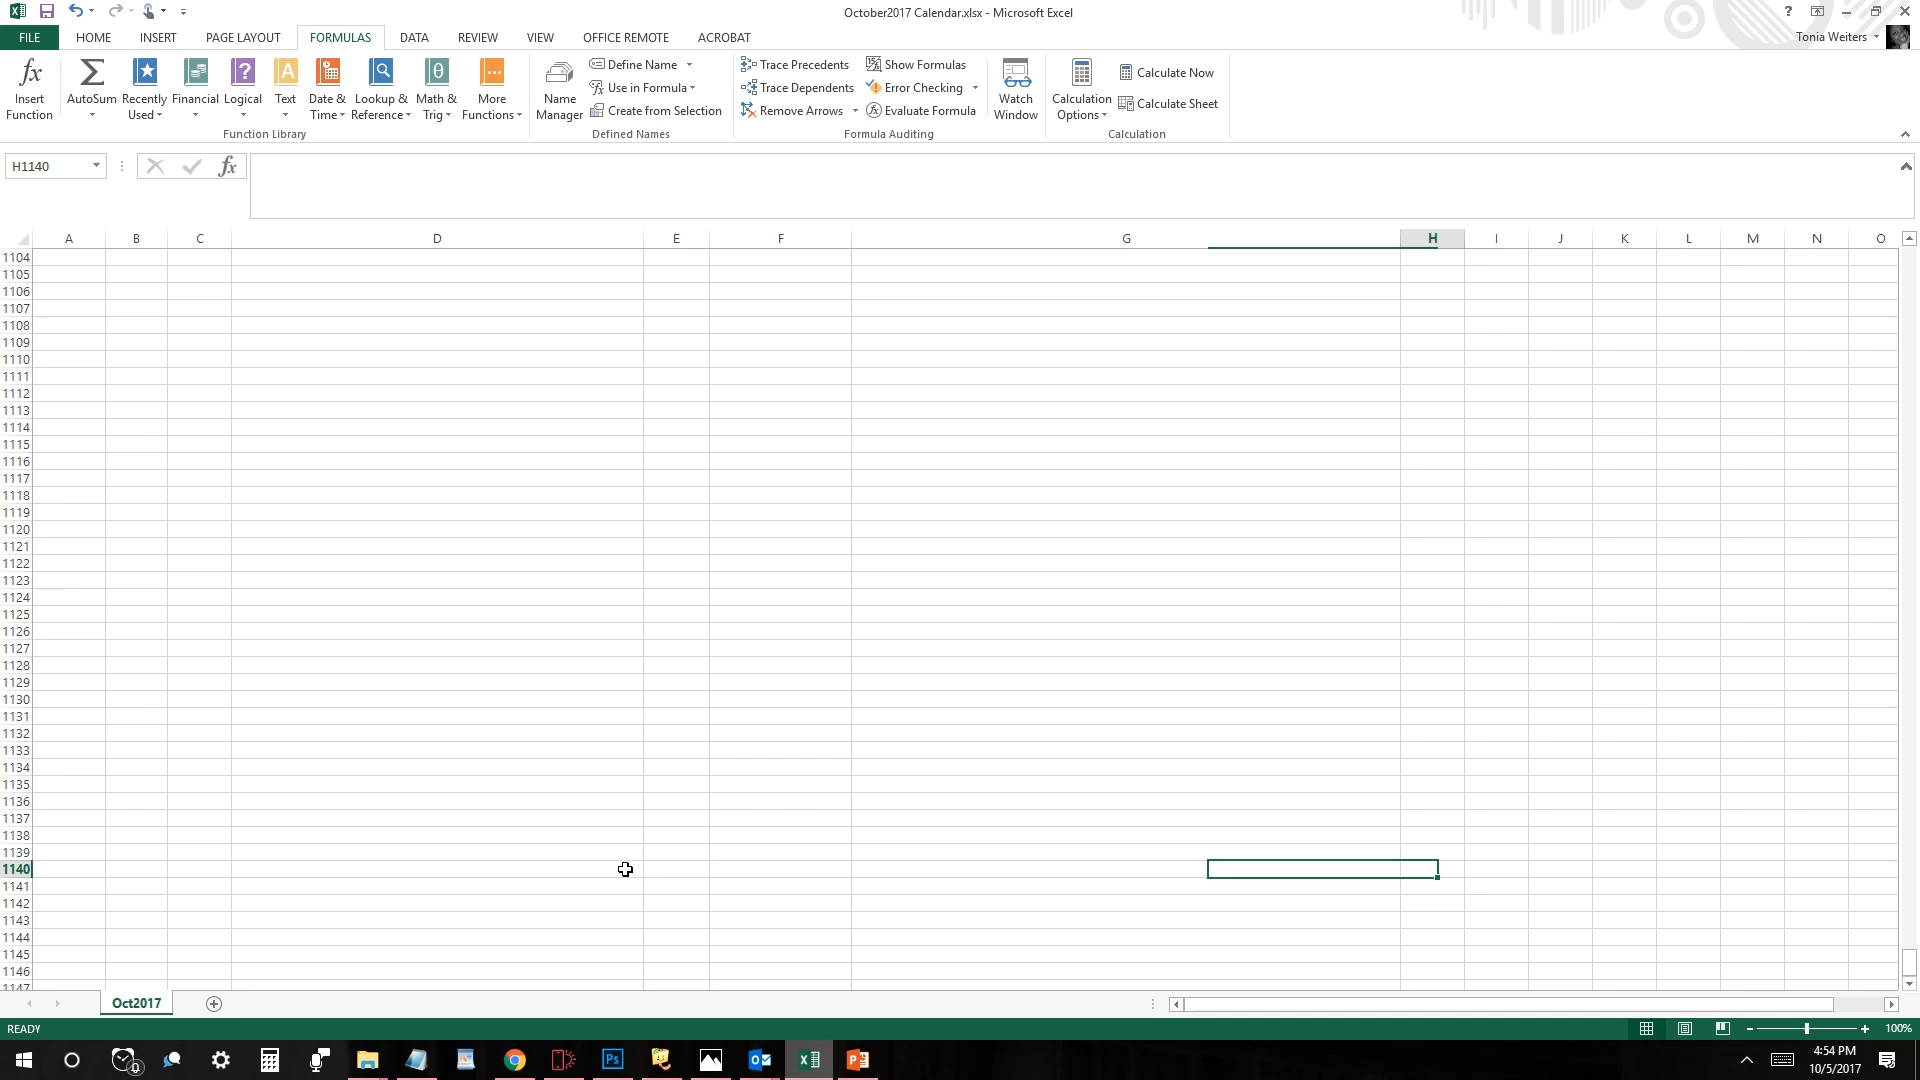 October2017 Calendar.xlsx - Microsoft Excel
FILE HOME INSERT PAGE LAYOUT FORMULAS DATA REVIEW VIEW OFFICE REMOTE ACROBAT Tonia Weiters
Insert Function
AutoSum
Recently Used
Financial
Logical
Text
Date & Time
Lookup & Reference
Math & Trig
More Functions
Function Library
Name Manager
Define Name
Use in Formula
Create from Selection
Defined Names
Trace Precedents
Trace Dependents
Remove Arrows
Show Formulas
Error Checking
Evaluate Formula
Formula Auditing
Watch Window
Calculation Options
Calculate Now
Calculate Sheet
Calculation
H1140 fx
A B C D E F G H I J K L M N O
1104
1105
1106
1107
1108
1109
1110
1111
1112
1113
1114
1115
1116
1117
1118
1119
1120
1121
1122
1123
1124
1125
1126
1127
1128
1129
1130
1131
1132
1133
1134
1135
1136
1137
1138
1139
1140
1141
1142
1143
1144
1145
1146
1147
Oct2017
READY 100%
4:54 PM
10/5/2017